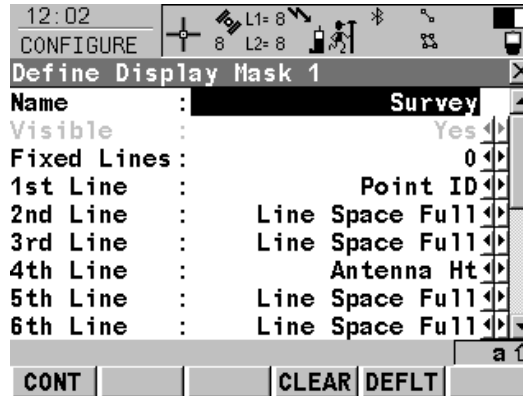 12:02
CONFIGURE
L1= 8
8 L2= 8
Define Display Mask 1 X
Name : Survey
Visible : Yes
Fixed Lines : 0
1st Line : Point ID
2nd Line : Line Space Full
3rd Line : Line Space Full
4th Line : Antenna Ht
5th Line : Line Space Full
6th Line : Line Space Full
a
CONT CLEAR DEFLT